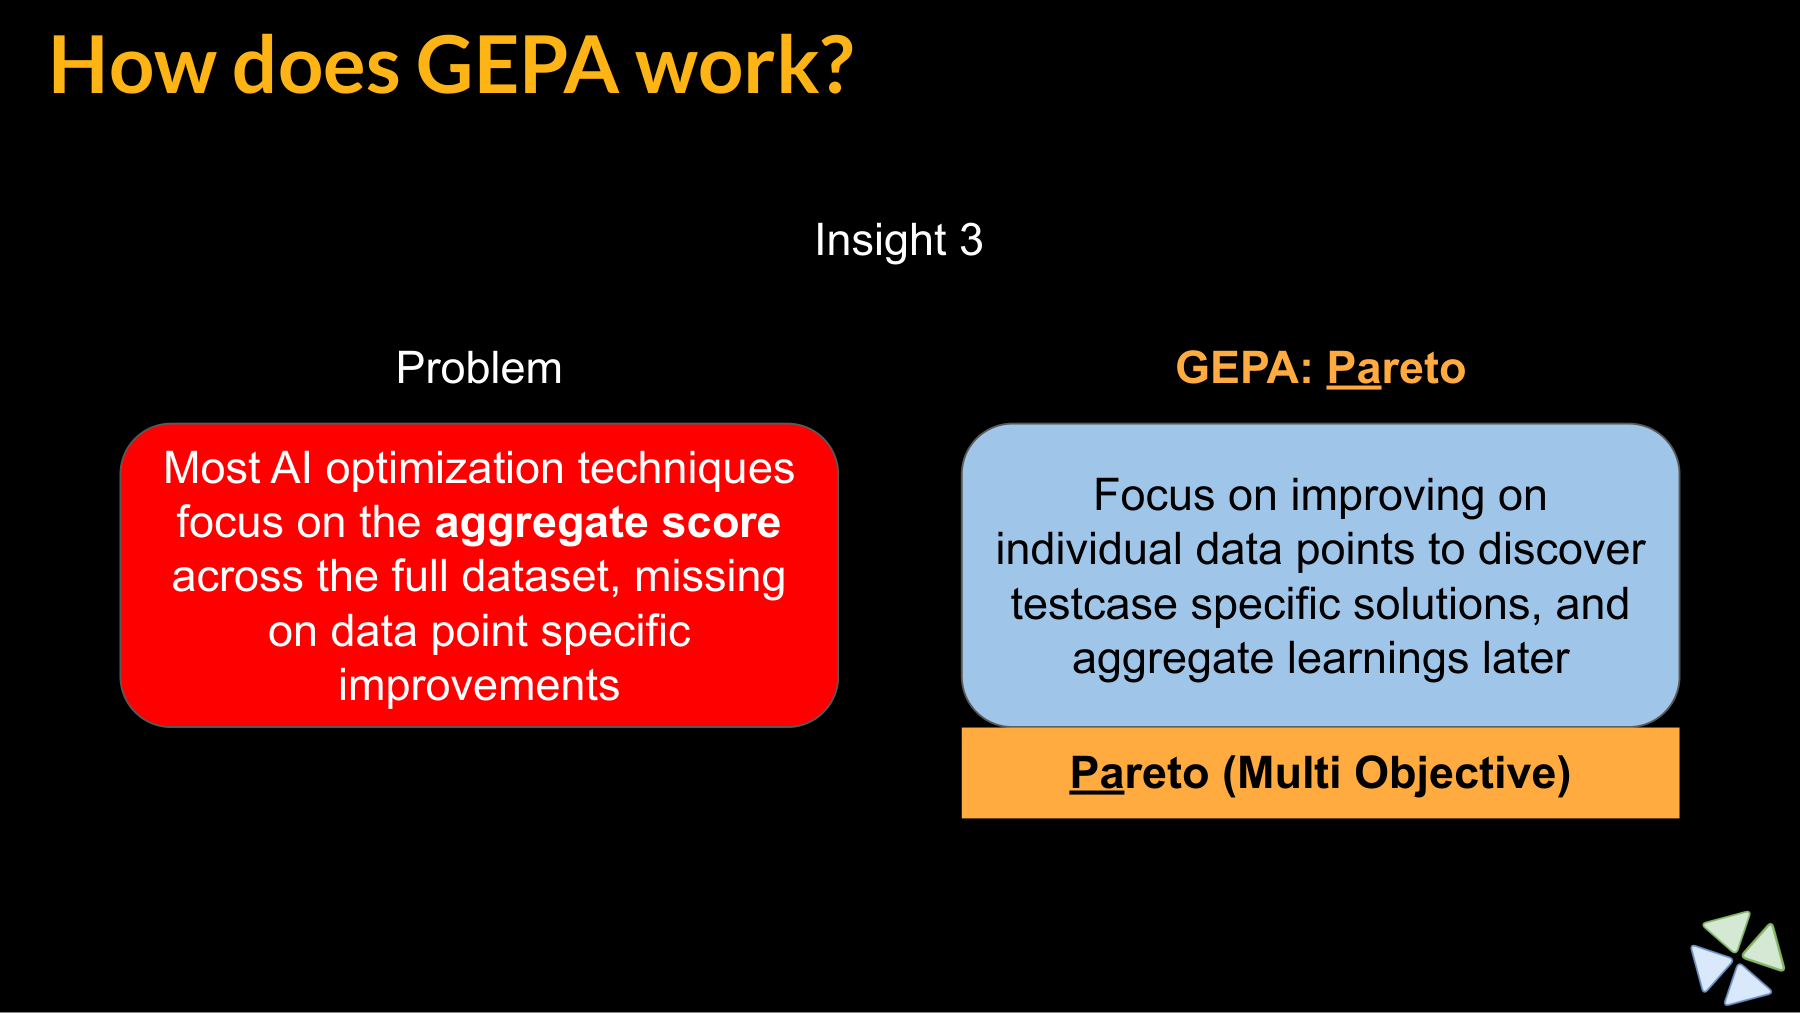 How does GEPA work?
Insight 3
Problem
Most AI optimization techniques
focus on the aggregate score
across the full dataset, missing
on data point specific
improvements
GEPA: Pareto
Focus on improving on
individual data points to discover
testcase specific solutions, and
aggregate learnings later
Pareto (Multi Objective)